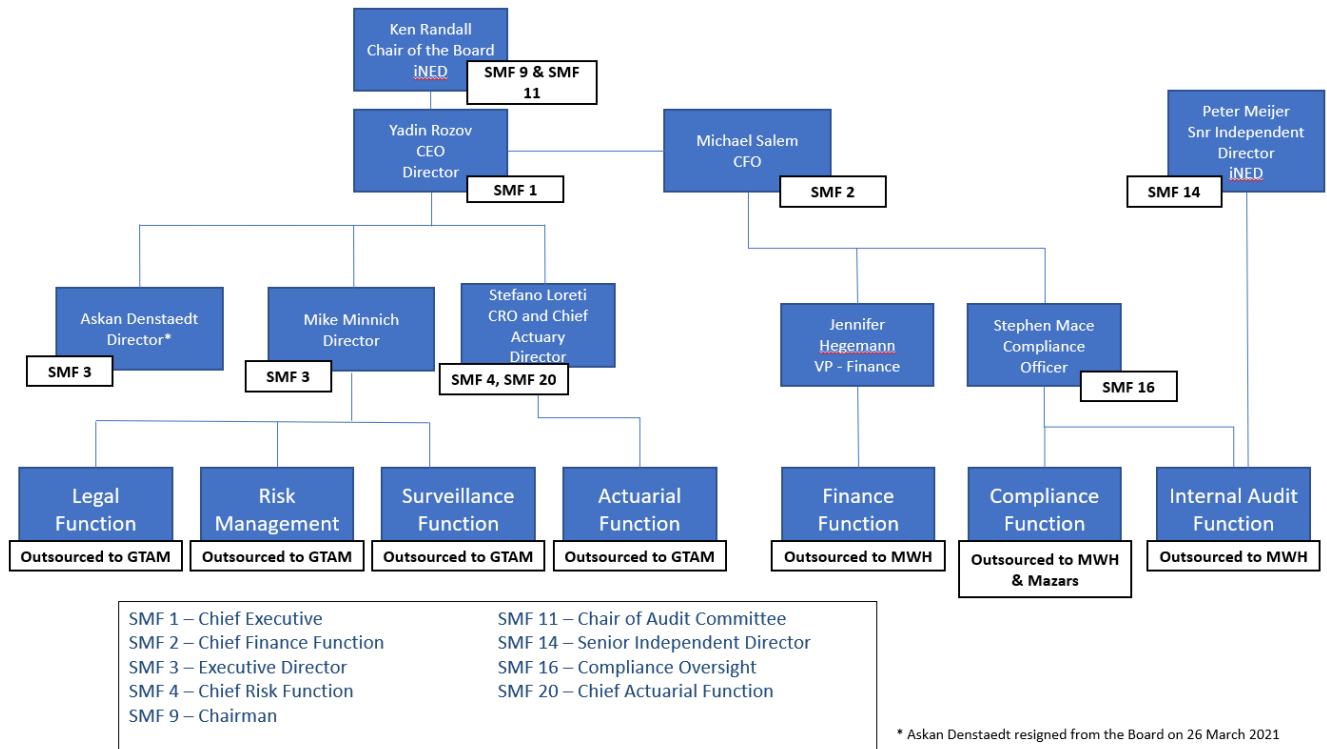 Ken Randall
Chair of the Board
iNED
SMF 9 & SMF
11
Yadin Rozov
CEO
Director
SMF 1
Michael Salem
CFO
SMF 2
Peter Meijer
Snr Independent
Director
iNED
SMF 14
Askan Denstaedt
Director*
SMF 3
Mike Minnich
Director
SMF 3
Stefano Loreti
CRO and Chief
Actuary
Director
SMF 4, SMF 20
Jennifer
Hegemann
VP - Finance
Stephen Mace
Compliance
Officer
SMF 16
Legal
Function
Outsourced to GTAM
Risk
Management
Outsourced to GTAM
Surveillance
Function
Outsourced to GTAM
Actuarial
Function
Outsourced to GTAM
Finance
Function
Outsourced to MWH
Compliance
Function
Outsourced to MWH
& Mazars
Internal Audit
Function
Outsourced to MWH
SMF 1 – Chief Executive
SMF 2 – Chief Finance Function
SMF 3 – Executive Director
SMF 4 – Chief Risk Function
SMF 9 – Chairman
SMF 11 – Chair of Audit Committee
SMF 14 – Senior Independent Director
SMF 16 – Compliance Oversight
SMF 20 – Chief Actuarial Function
* Askan Denstaedt resigned from the Board on 26 March 2021